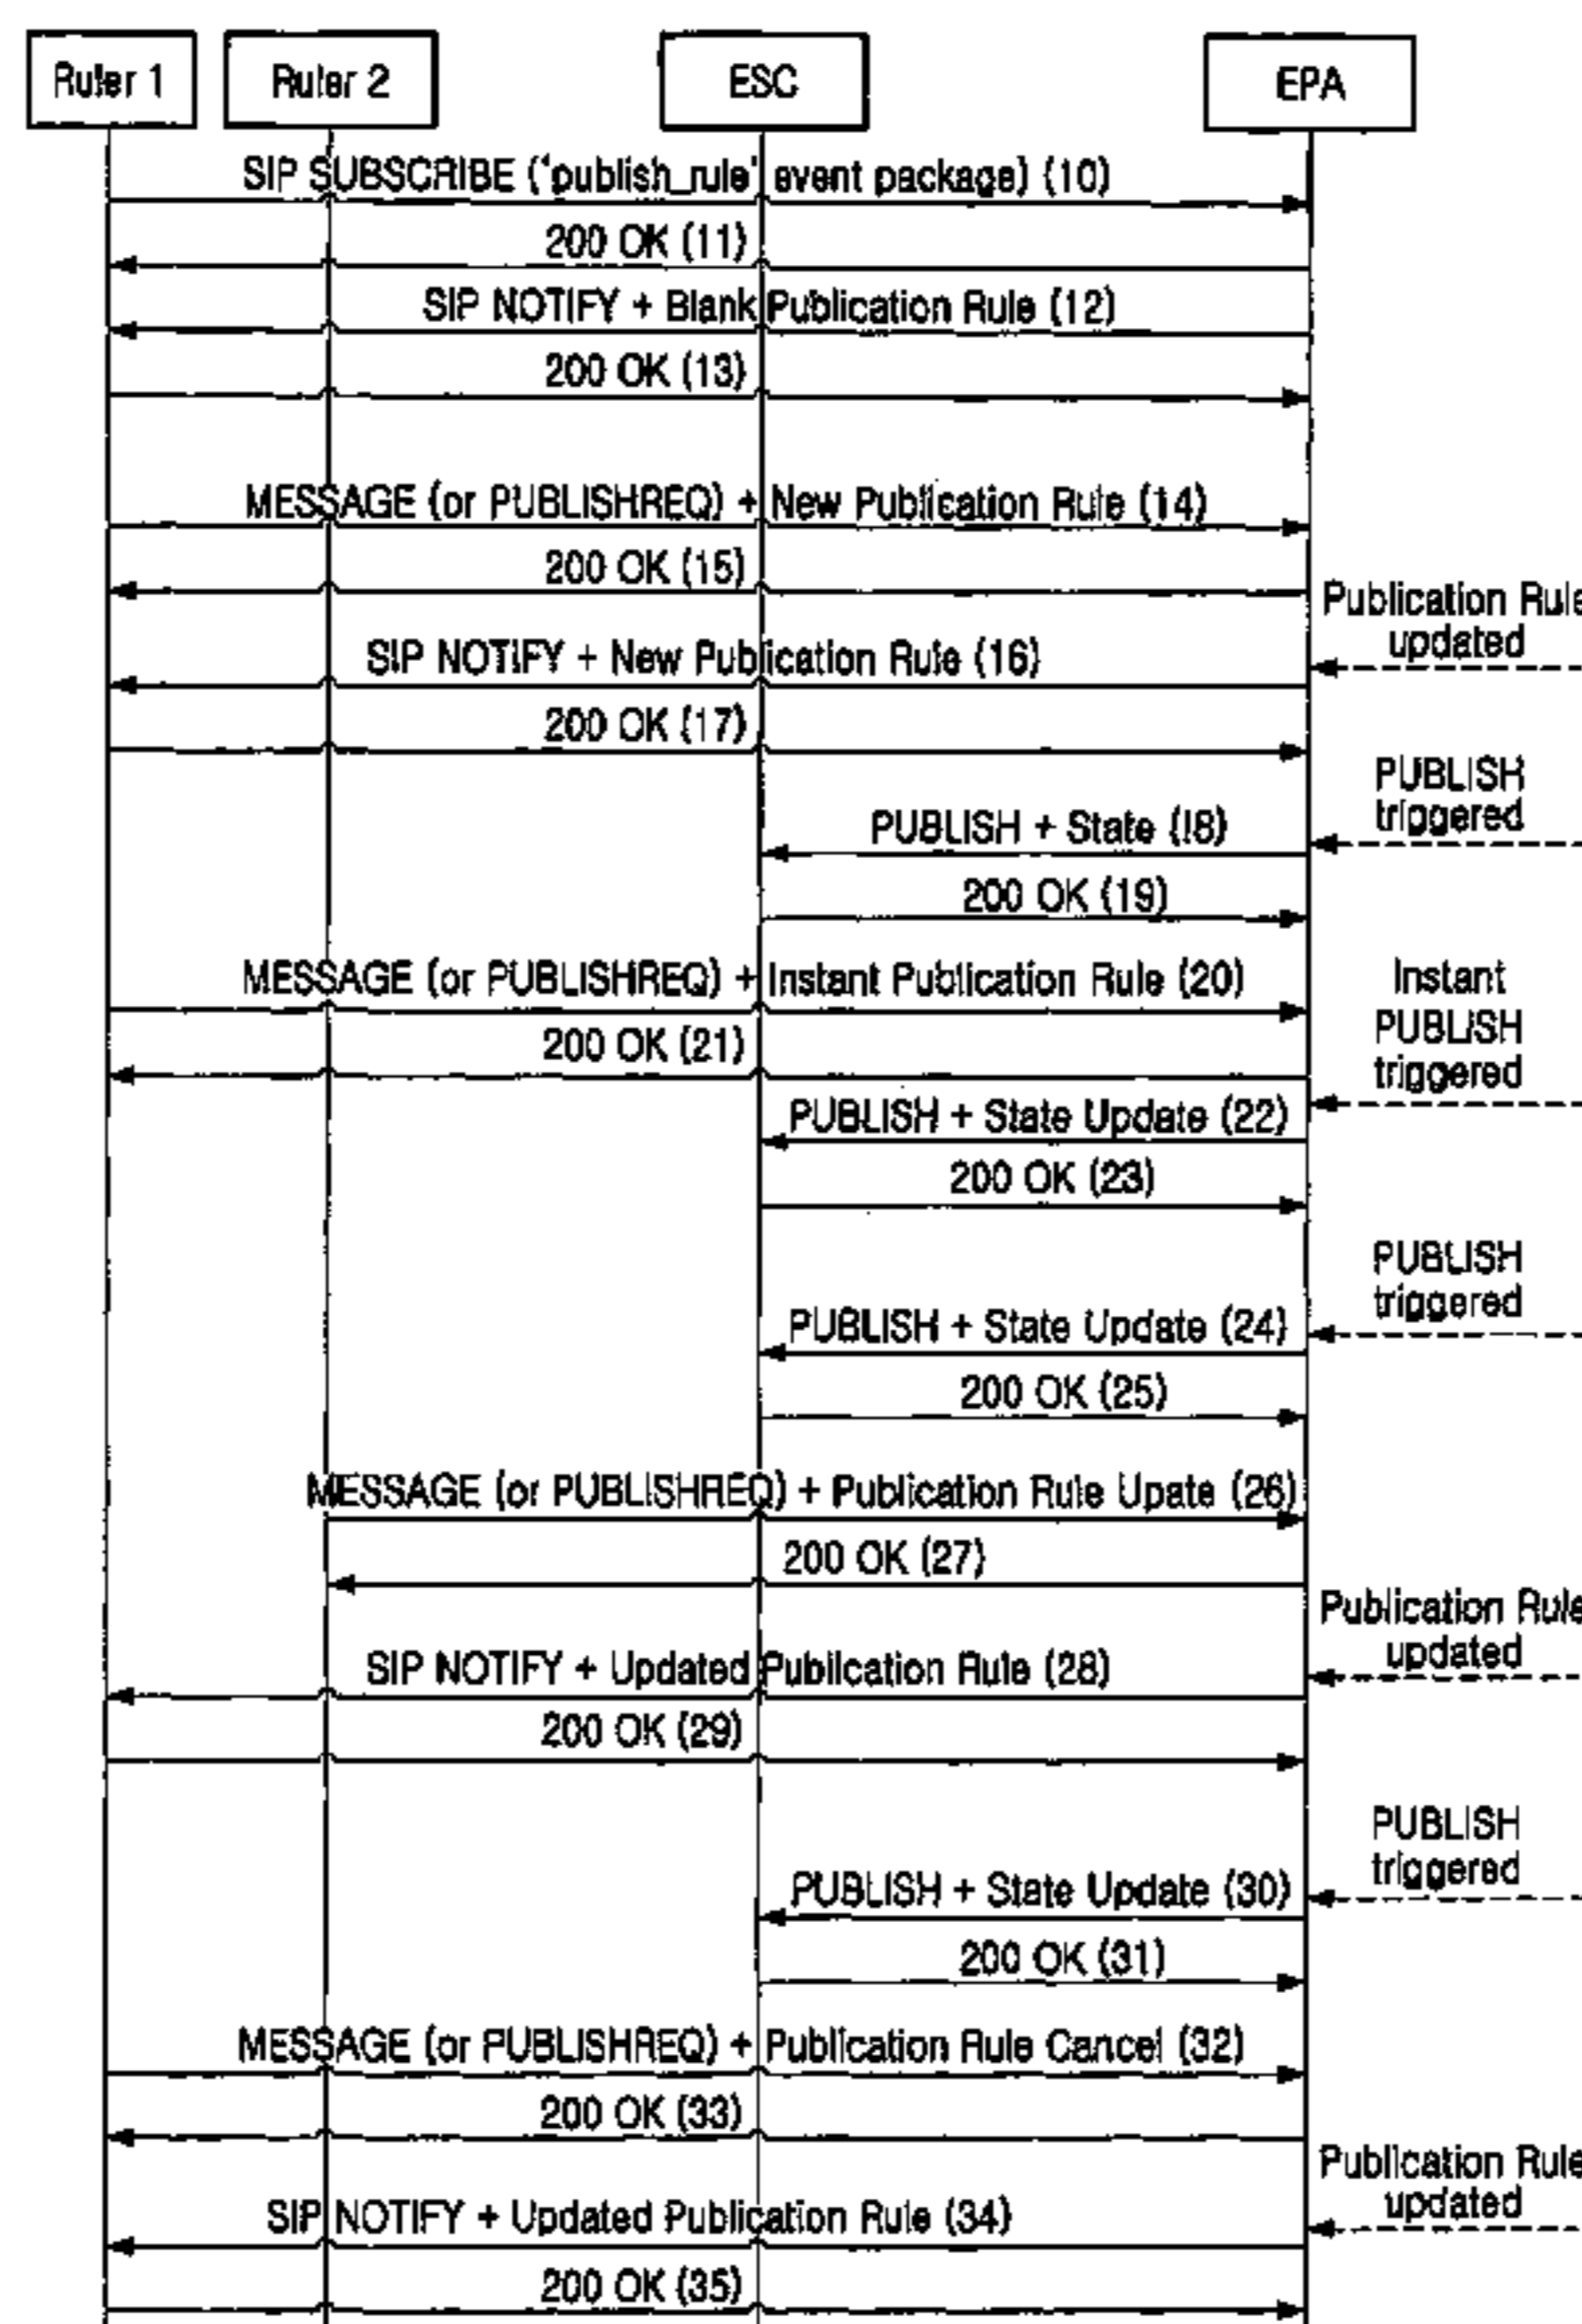 Ruler 1
Ruler 2
ESC
EPA
SIP SUBSCRIBE ('publish_rule' event package) (10)
200 OK (11)
SIP NOTIFY + Blank Publication Rule (12)
200 OK (13)
MESSAGE (or PUBLISHREQ) + New Publication Rule (14)
200 OK (15)
Publication Rule
updated
SIP NOTIFY + New Publication Rule (16)
200 OK (17)
PUBLISH
triggered
PUBLISH + State (18)
200 OK (19)
MESSAGE (or PUBLISHREQ) + Instant Publication Rule (20)
Instant
PUBLISH
triggered
200 OK (21)
PUBLISH + State Update (22)
200 OK (23)
PUBLISH
triggered
PUBLISH + State Update (24)
200 OK (25)
MESSAGE (or PUBLISHREQ) + Publication Rule Upate (26)
200 OK (27)
Publication Rule
updated
SIP NOTIFY + Updated Publication Rule (28)
200 OK (29)
PUBLISH
triggered
PUBLISH + State Update (30)
200 OK (31)
MESSAGE (or PUBLISHREQ) + Publication Rule Cancel (32)
200 OK (33)
Publication Rule
updated
SIP NOTIFY + Updated Publication Rule (34)
200 OK (35)